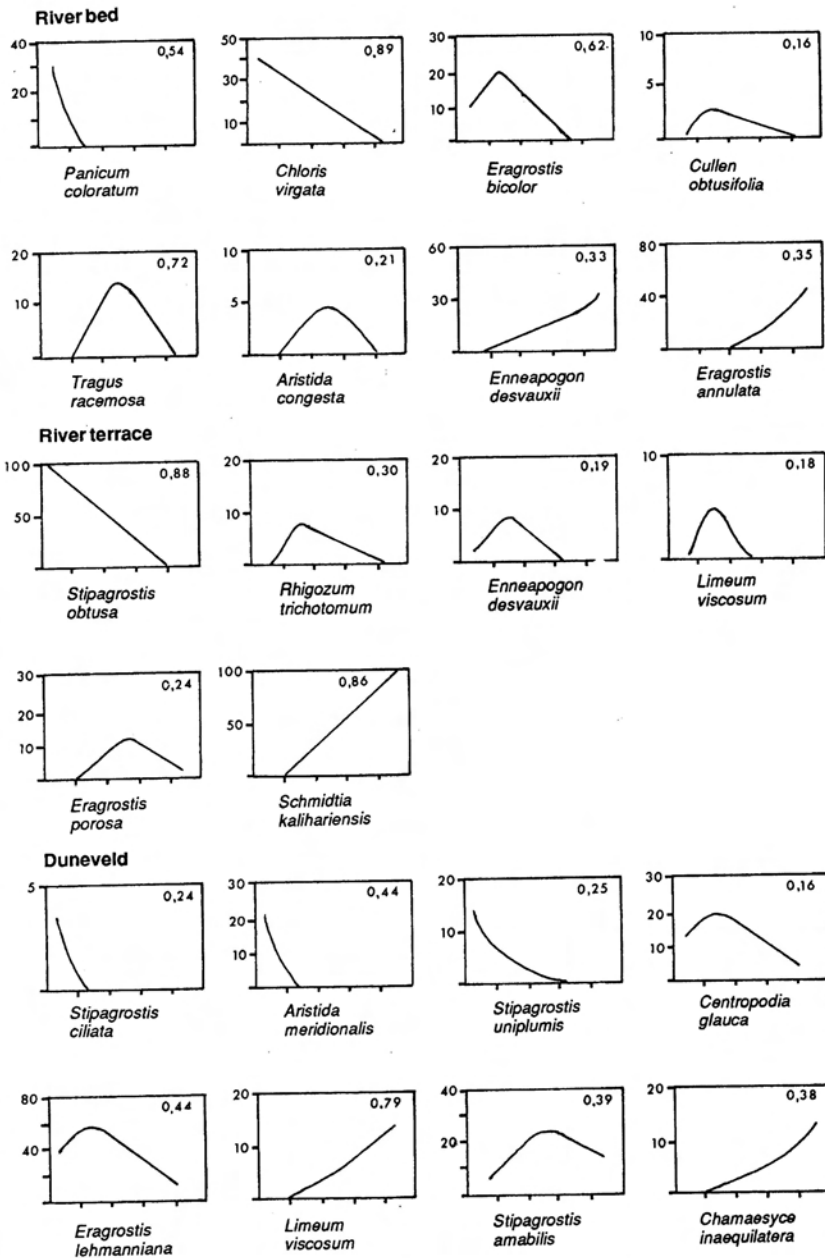 River bed
40
20
0,54
50
40
30
20
10
0,89
30
20
10
0,62
10
5
0,16
Panicum
coloratum
Chloris
virgata
Eragrostis
bicolor
Cullen
obtusifolia
20
10
0,72
10
5
0,21
60
30
0,33
80
40
0,35
Tragus
racemosa
Aristida
congesta
Enneapogon
desvauxii
Eragrostis
annulata
River terrace
100
50
0,88
20
10
0,30
20
10
0,19
10
0,18
Stipagrostis
obtusa
Rhigozum
trichotomum
Enneapogon
desvauxii
Limeum
viscosum
30
20
10
0,24
100
50
0,86
Eragrostis
porosa
Schmidtia
kalihariensis
Duneveld
5
0,24
30
20
10
0,44
20
10
0,25
30
20
10
0,16
Stipagrostis
ciliata
Aristida
meridionalis
Stipagrostis
uniplumis
Centropodia
glauca
80
40
0,44
20
10
0,79
40
20
0,39
20
10
0,38
Eragrostis
lehmanniana
Limeum
viscosum
Stipagrostis
amabilis
Chamaesyce
inaequilatera